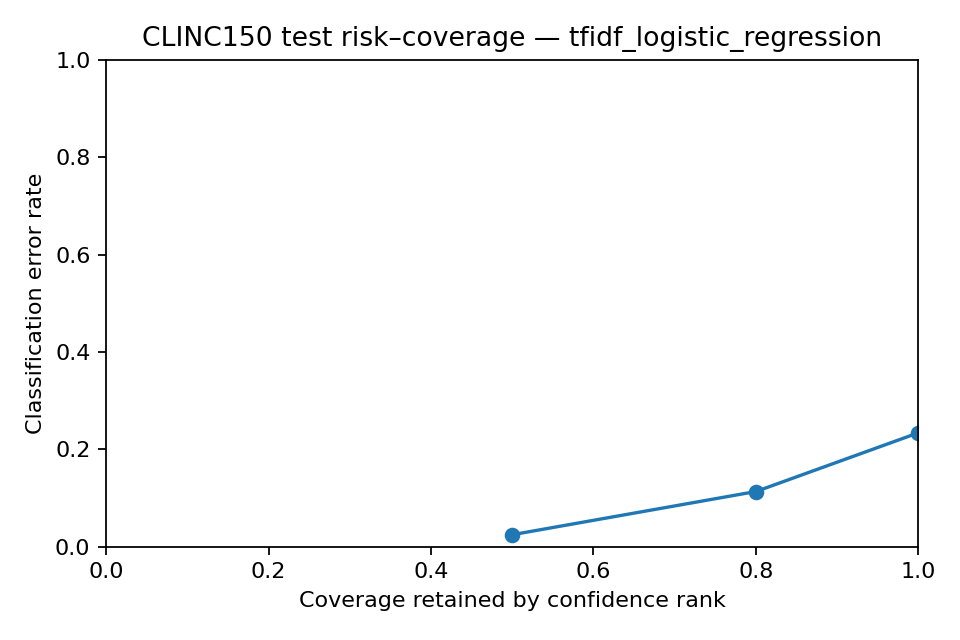 CLINC150 test risk–coverage — tfidf_logistic_regression
1.0
0.8
0.6
0.4
0.2
0.0
Classification error rate
0.0 0.2 0.4 0.6 0.8 1.0
Coverage retained by confidence rank